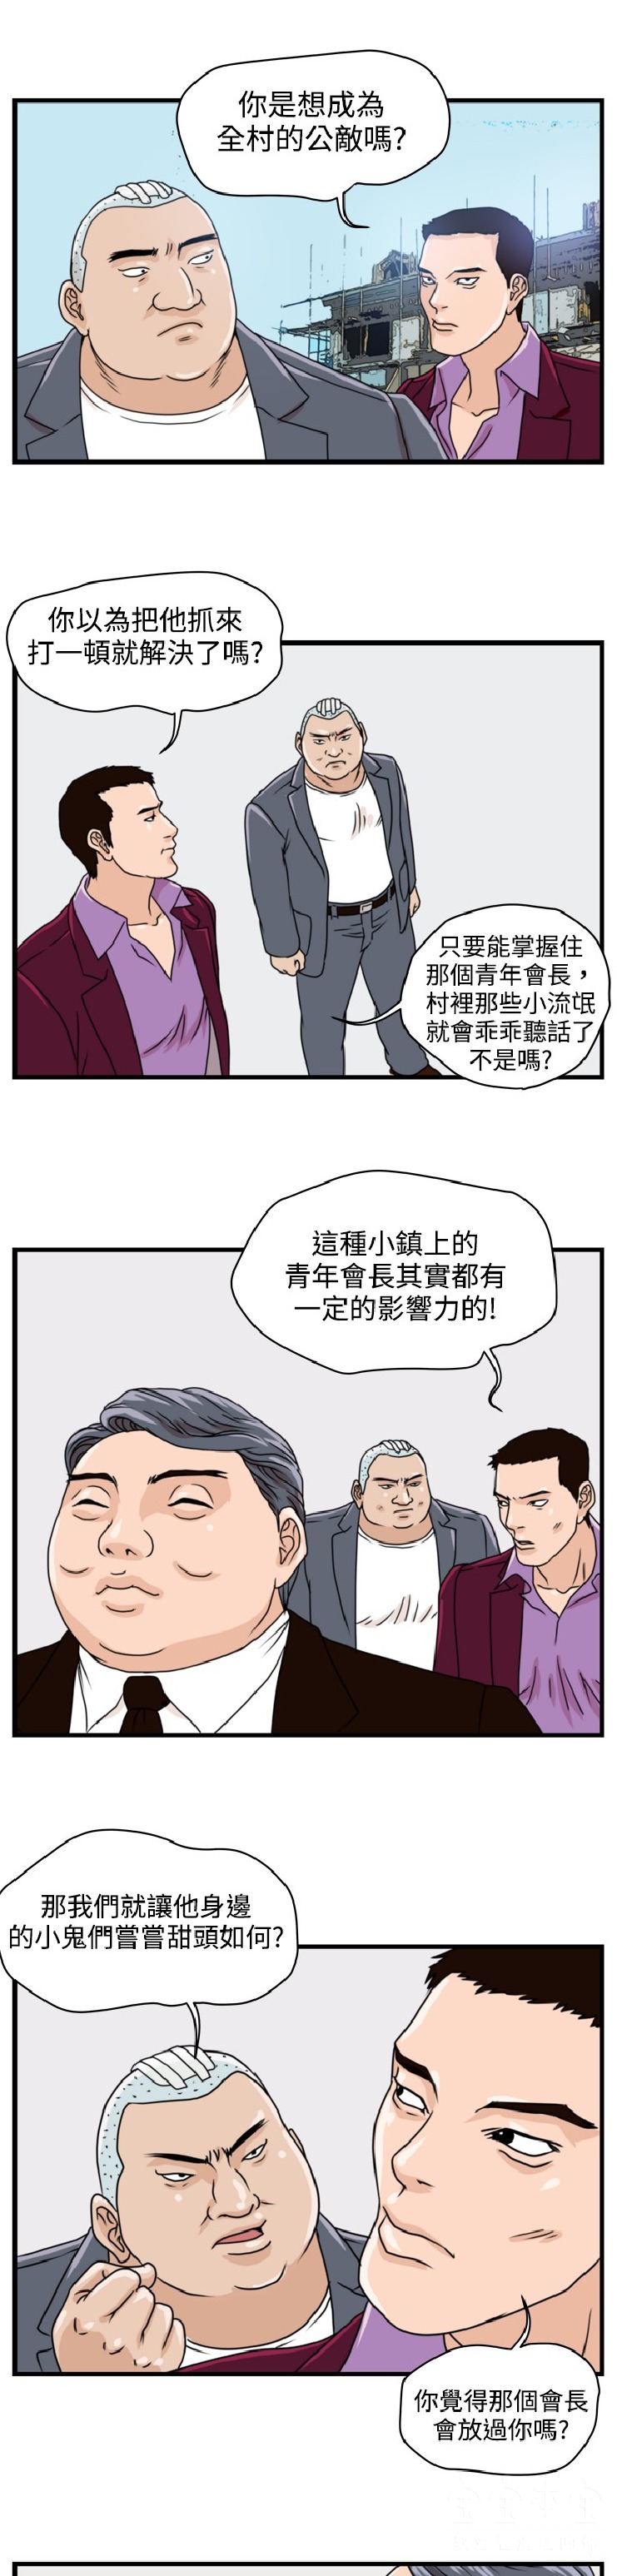 你是想成為
全村的公敵嗎?
你以為把他抓來
打一頓就解決了嗎?
只要能掌握住
那個青年會長，
村裡那些小流氓
就會乖乖聽話了
不是嗎?
這種小鎮上的
青年會長其實都有
一定的影響力的!
那我們就讓他身邊
的小鬼們嘗嘗甜頭如何?
你覺得那個會長
會放過你嗎?